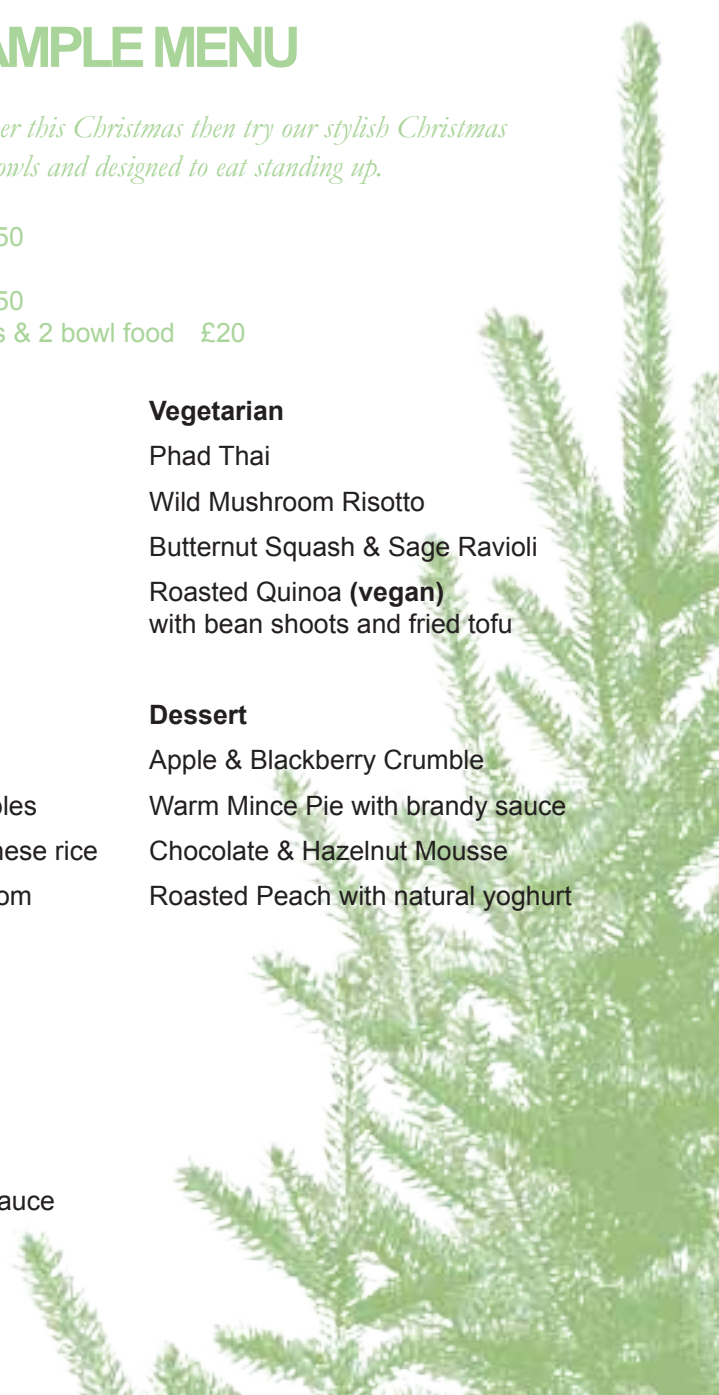 AMPLE MENU
er this Christmas then try our stylish Christmas
owls and designed to eat standing up.
50
50
s & 2 bowl food £20
Vegetarian
Phad Thai
Wild Mushroom Risotto
Butternut Squash & Sage Ravioli
Roasted Quinoa (vegan)
with bean shoots and fried tofu
Dessert
Apple & Blackberry Crumble
oles
Warm Mince Pie with brandy sauce
nese rice
Chocolate & Hazelnut Mousse
om
Roasted Peach with natural yoghurt
auce